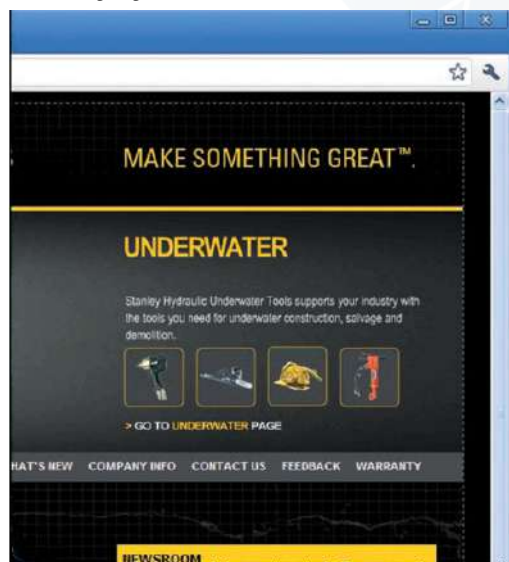 MAKE SOMETHING GREAT™.
UNDERWATER
Stanley Hydraulic Underwater Tools supports your industry with
the tools you need for underwater construction, salvage and
demolition.
> GO TO UNDERWATER PAGE
HAT'S NEW COMPANY INFO CONTACT US FEEDBACK WARRANTY
NEWSROOM